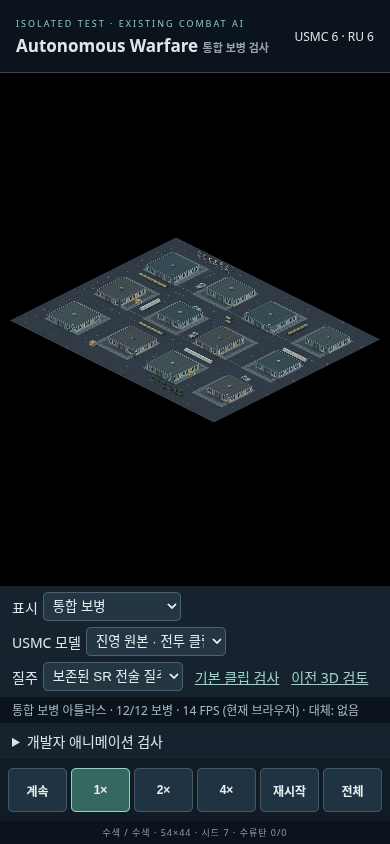 ISOLATED TEST · EXISTING COMBAT AI
Autonomous Warfare 통합 보병 검사
USMC 6 · RU 6
표시 통합 보병
USMC 모델 진영 원본 · 전투 클립
질주 보존된 SR 전술 질주 기본 클립 검사 이전 3D 검토
통합 보병 아틀라스 · 12/12 보병 · 14 FPS (현재 브라우저) · 대체: 없음
▶ 개발자 애니메이션 검사
계속 1× 2× 4× 재시작 전체
수색 / 수색 · 54×44 · 시드 7 · 수류탄 0/0